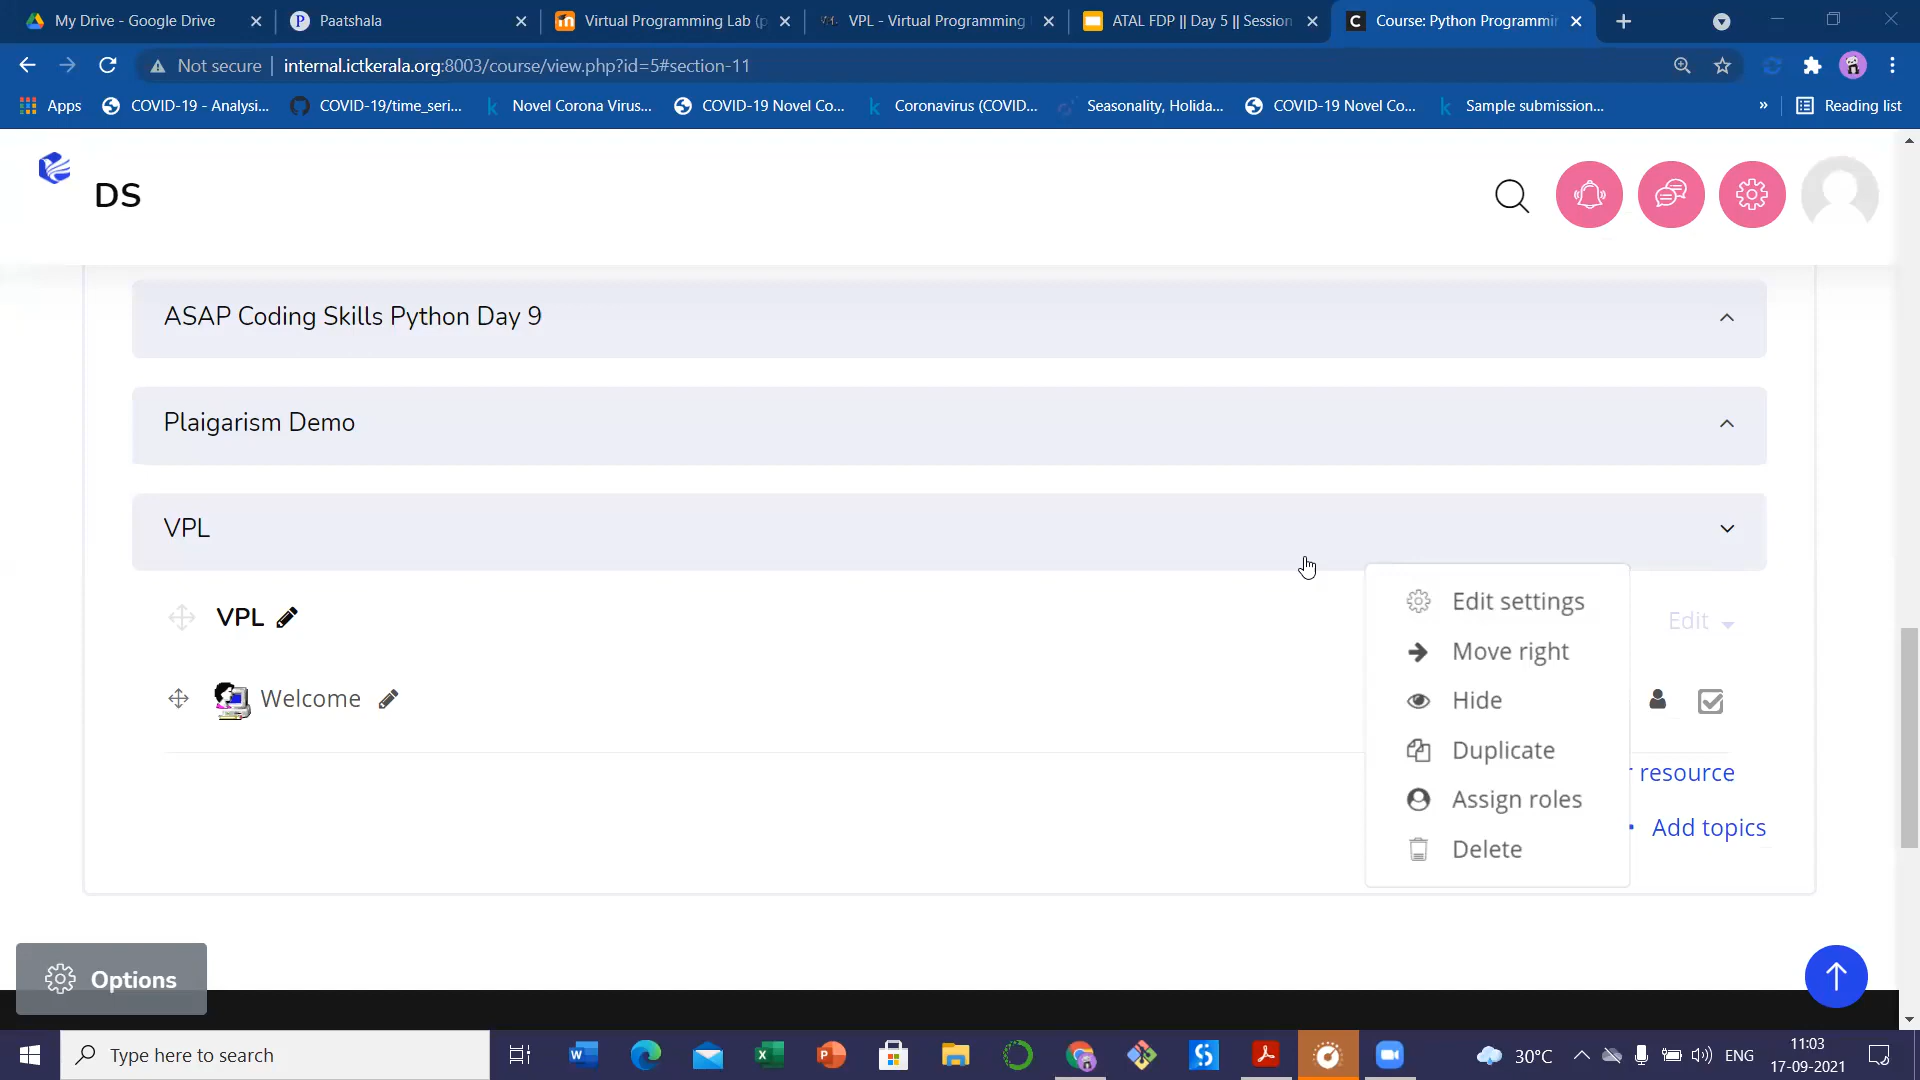 My Drive - Google Drive
Paatshala
Virtual Programming Lab (p
VPL - Virtual Programming
ATAL FDP || Day 5 || Session
Course: Python Programmin
Not secure internal.ictkerala.org:8003/course/view.php?id=5#section-11
Apps
COVID-19 - Analysi...
COVID-19/time_seri...
Novel Corona Virus...
COVID-19 Novel Co...
Coronavirus (COVID...
Seasonality, Holida...
COVID-19 Novel Co...
Sample submission...
»
Reading list
DS
ASAP Coding Skills Python Day 9
Plaigarism Demo
VPL
VPL
Edit
Welcome
Edit settings
Move right
Hide
Duplicate
Assign roles
Delete
resource
Add topics
Options
Type here to search
30°C
ENG
11:03
17-09-2021